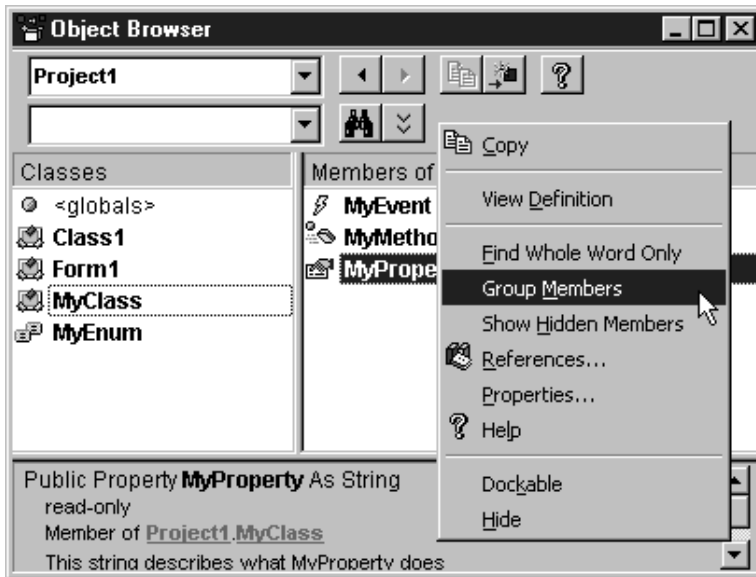 Object Browser
Project1
Classes
Members of
<globals>
Class1
Form1
MyClass
MyEnum
MyEvent
MyMetho
MyPrope
Copy
View Definition
Find Whole Word Only
Group Members
Show Hidden Members
References...
Properties...
Help
Dockable
Hide
Public Property MyProperty As String
read-only
Member of Project1.MyClass
This string describes what MyProperty does